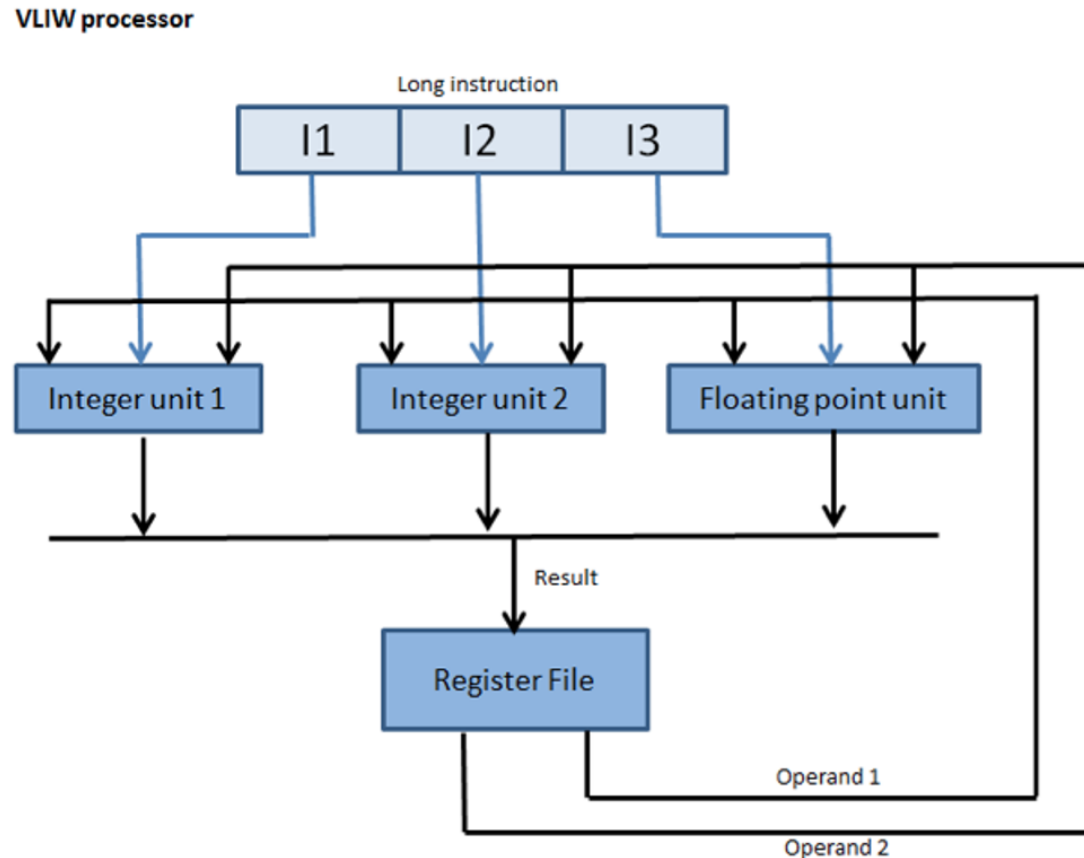 VLIW processor
Long instruction
I1
I2
I3
Integer unit 1
Integer unit 2
Floating point unit
Result
Register File
Operand 1
Operand 2